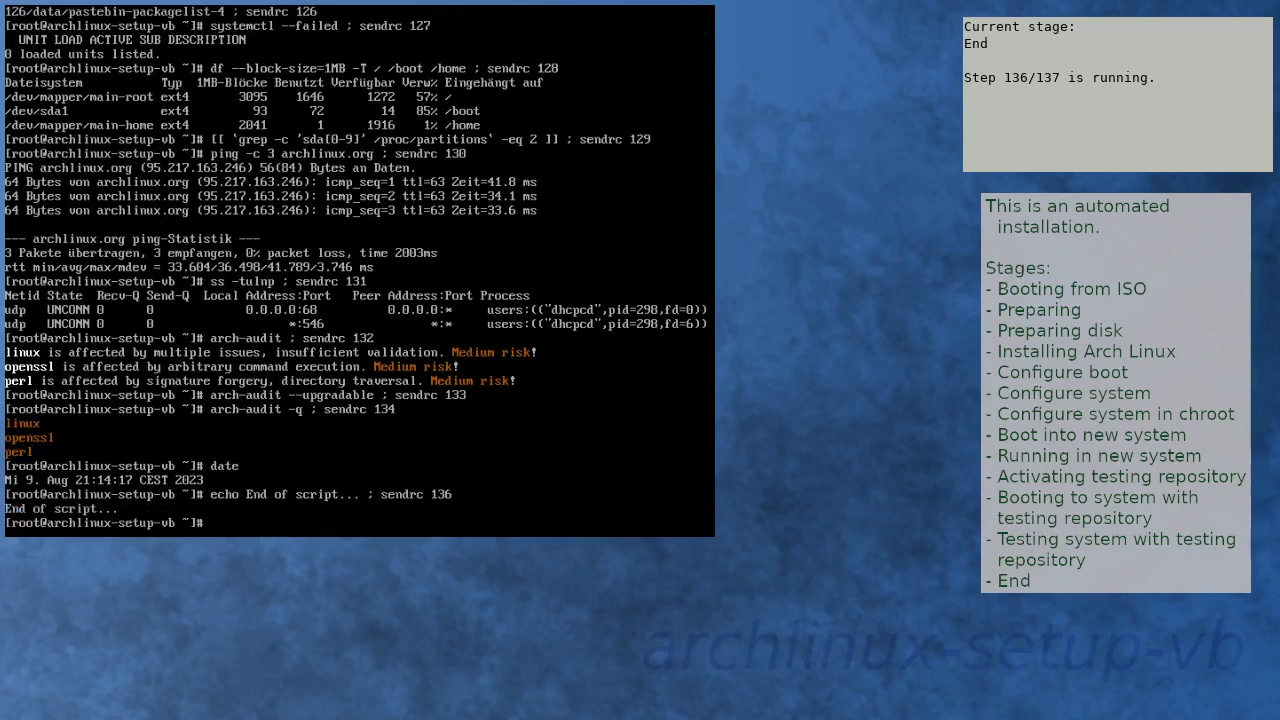 126/data/pastebin-packagelist-4 ; sendrc 126
[root@archlinux-setup-vb ~]# systemctl --failed ; sendrc 127
  UNIT LOAD ACTIVE SUB DESCRIPTION
0 loaded units listed.
[root@archlinux-setup-vb ~]# df --block-size=1MB -T / /boot /home ; sendrc 128
Dateisystem           Typ  1MB-Blöcke Benutzt Verfügbar Verw% Eingehängt auf
/dev/mapper/main-root ext4       3095    1646      1272   57% /
/dev/sda1             ext4         93      72        14   85% /boot
/dev/mapper/main-home ext4       2041       1      1916    1% /home
[root@archlinux-setup-vb ~]# [[ `grep -c 'sda[0-9]' /proc/partitions` -eq 2 ]] ; sendrc 129
[root@archlinux-setup-vb ~]# ping -c 3 archlinux.org ; sendrc 130
PING archlinux.org (95.217.163.246) 56(84) Bytes an Daten.
64 Bytes von archlinux.org (95.217.163.246): icmp_seq=1 ttl=63 Zeit=41.8 ms
64 Bytes von archlinux.org (95.217.163.246): icmp_seq=2 ttl=63 Zeit=34.1 ms
64 Bytes von archlinux.org (95.217.163.246): icmp_seq=3 ttl=63 Zeit=33.6 ms
--- archlinux.org ping-Statistik ---
3 Pakete übertragen, 3 empfangen, 0% packet loss, time 2003ms
rtt min/avg/max/mdev = 33.604/36.498/41.789/3.746 ms
[root@archlinux-setup-vb ~]# ss -tulnp ; sendrc 131
Netid State  Recv-Q Send-Q  Local Address:Port   Peer Address:Port Process
udp   UNCONN 0      0             0.0.0.0:68          0.0.0.0:*     users:(("dhcpcd",pid=298,fd=0))
udp   UNCONN 0      0                   *:546               *:*     users:(("dhcpcd",pid=298,fd=6))
[root@archlinux-setup-vb ~]# arch-audit ; sendrc 132
linux is affected by multiple issues, insufficient validation. Medium risk!
openssl is affected by arbitrary command execution. Medium risk!
perl is affected by signature forgery, directory traversal. Medium risk!
[root@archlinux-setup-vb ~]# arch-audit --upgradable ; sendrc 133
[root@archlinux-setup-vb ~]# arch-audit -q ; sendrc 134
linux
openssl
perl
[root@archlinux-setup-vb ~]# date
Mi 9. Aug 21:14:17 CEST 2023
[root@archlinux-setup-vb ~]# echo End of script... ; sendrc 136
End of script...
[root@archlinux-setup-vb ~]#
Current stage:
End
Step 136/137 is running.
This is an automated
installation.
Stages:
- Booting from ISO
- Preparing
- Preparing disk
- Installing Arch Linux
- Configure boot
- Configure system
- Configure system in chroot
- Boot into new system
- Running in new system
- Activating testing repository
- Booting to system with
testing repository
- Testing system with testing
repository
- End
archlinux-setup-vb